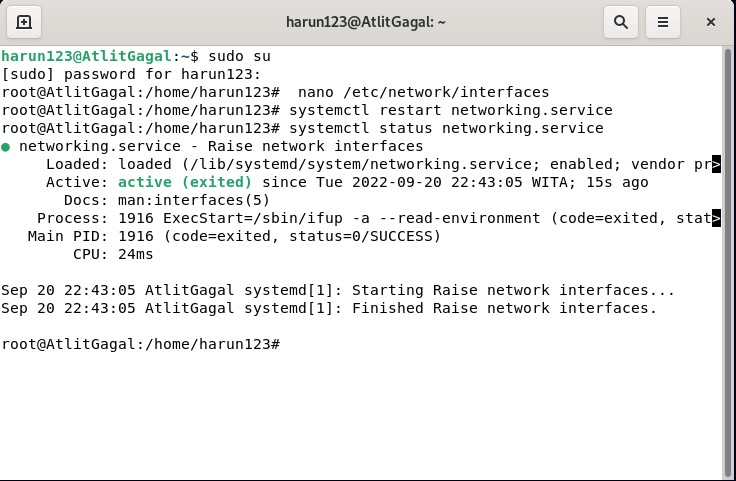 harun123@AtlitGagal: ~
harun123@AtlitGagal:~$ sudo su
[sudo] password for harun123:
root@AtlitGagal:/home/harun123#  nano /etc/network/interfaces
root@AtlitGagal:/home/harun123# systemctl restart networking.service
root@AtlitGagal:/home/harun123# systemctl status networking.service
● networking.service - Raise network interfaces
     Loaded: loaded (/lib/systemd/system/networking.service; enabled; vendor pr>
     Active: active (exited) since Tue 2022-09-20 22:43:05 WITA; 15s ago
       Docs: man:interfaces(5)
    Process: 1916 ExecStart=/sbin/ifup -a --read-environment (code=exited, stat>
   Main PID: 1916 (code=exited, status=0/SUCCESS)
        CPU: 24ms

Sep 20 22:43:05 AtlitGagal systemd[1]: Starting Raise network interfaces...
Sep 20 22:43:05 AtlitGagal systemd[1]: Finished Raise network interfaces.

root@AtlitGagal:/home/harun123#